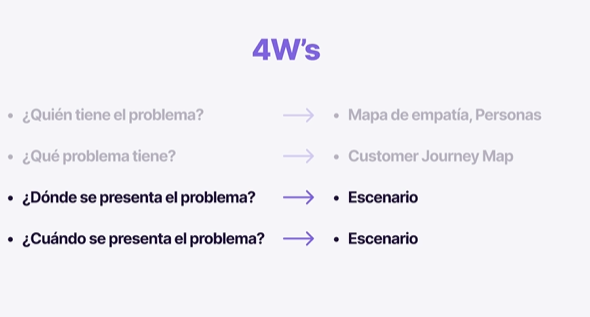 4W’s
• ¿Quién tiene el problema? → • Mapa de empatía, Personas
• ¿Qué problema tiene? → • Customer Journey Map
• ¿Dónde se presenta el problema? → • Escenario
• ¿Cuándo se presenta el problema? → • Escenario